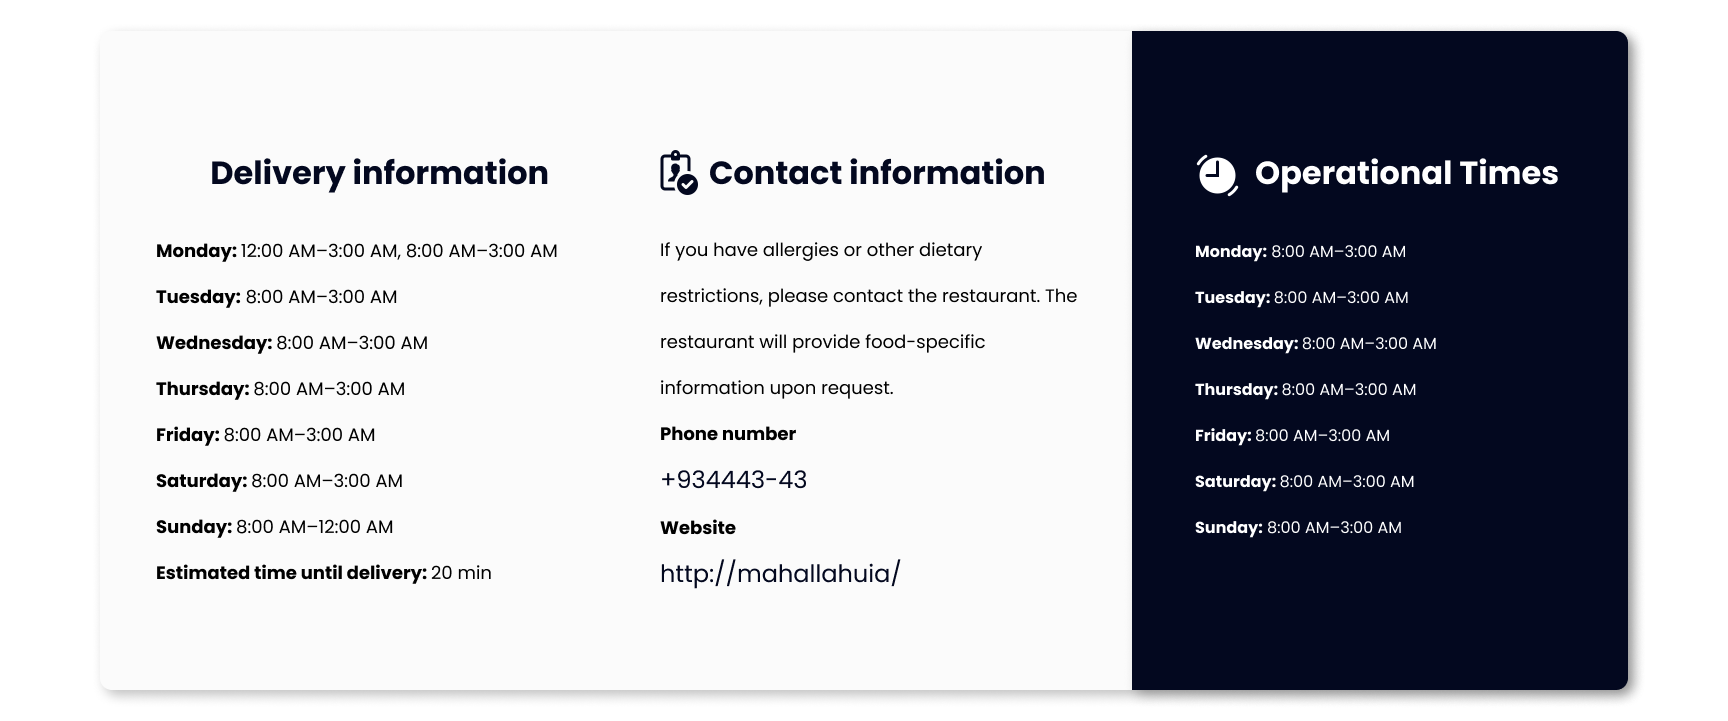 Delivery information
Monday: 12:00 AM–3:00 AM, 8:00 AM–3:00 AM
Tuesday: 8:00 AM–3:00 AM
Wednesday: 8:00 AM–3:00 AM
Thursday: 8:00 AM–3:00 AM
Friday: 8:00 AM–3:00 AM
Saturday: 8:00 AM–3:00 AM
Sunday: 8:00 AM–12:00 AM
Estimated time until delivery: 20 min
Contact information
If you have allergies or other dietary
restrictions, please contact the restaurant. The
restaurant will provide food-specific
information upon request.
Phone number
+934443-43
Website
http://mahallahuia/
Operational Times
Monday: 8:00 AM–3:00 AM
Tuesday: 8:00 AM–3:00 AM
Wednesday: 8:00 AM–3:00 AM
Thursday: 8:00 AM–3:00 AM
Friday: 8:00 AM–3:00 AM
Saturday: 8:00 AM–3:00 AM
Sunday: 8:00 AM–3:00 AM